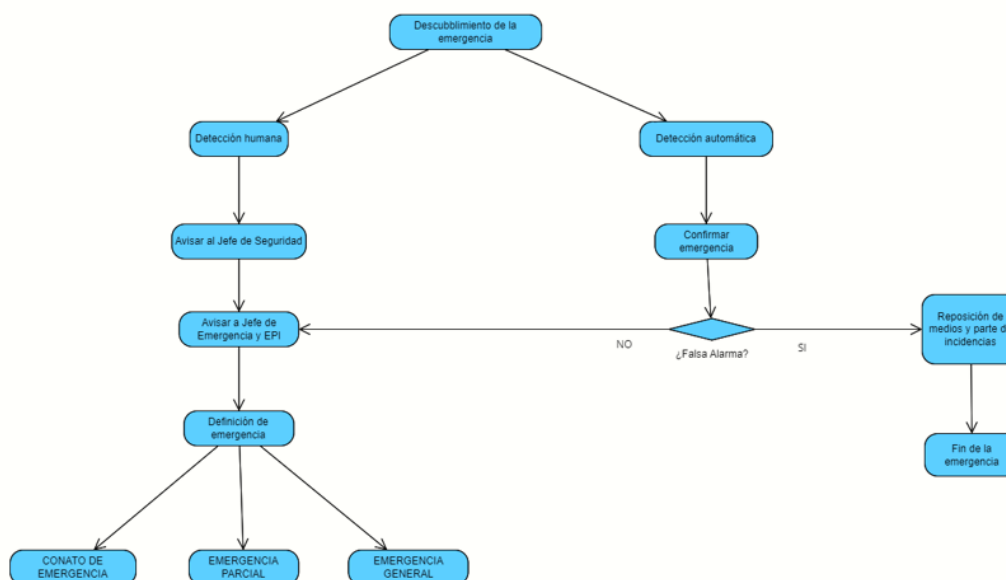 Descubblimiento de la
emergencia
Detección humana
Detección automática
Avisar al Jefe de Seguridad
Confirmar
emergencia
Avisar a Jefe de
Emergencia y EPI
NO
¿Falsa Alarma?
SI
Reposición de
medios y parte d
incidencias
Definición de
emergencia
Fin de la
emergencia
CONATO DE
EMERGENCIA
EMERGENCIA
PARCIAL
EMERGENCIA
GENERAL